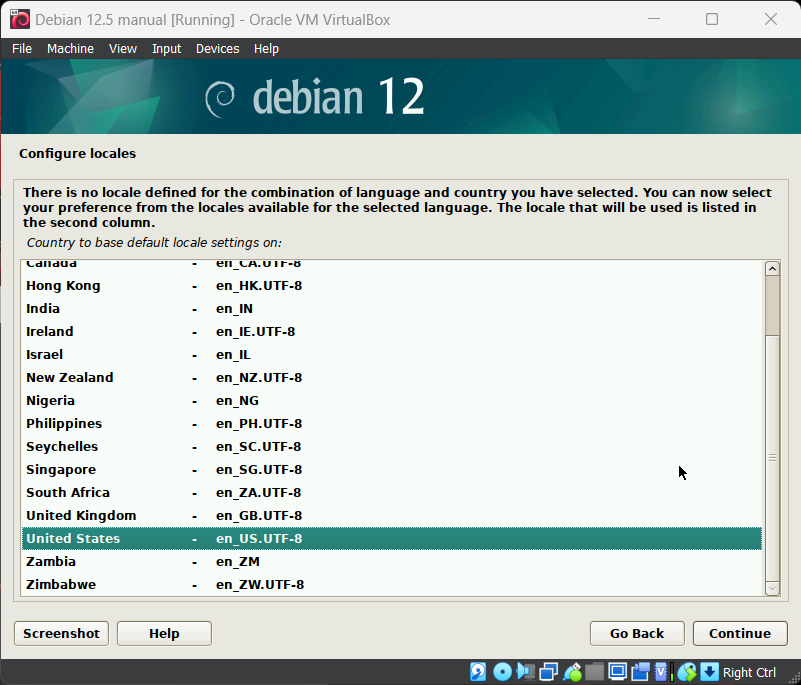 Debian 12.5 manual [Running] - Oracle VM VirtualBox
File Machine View Input Devices Help
debian 12
Configure locales
There is no locale defined for the combination of language and country you have selected. You can now select
your preference from the locales available for the selected language. The locale that will be used is listed in
the second column.
Country to base default locale settings on:
Canada - en_CA.UTF-8
Hong Kong - en_HK.UTF-8
India - en_IN
Ireland - en_IE.UTF-8
Israel - en_IL
New Zealand - en_NZ.UTF-8
Nigeria - en_NG
Philippines - en_PH.UTF-8
Seychelles - en_SC.UTF-8
Singapore - en_SG.UTF-8
South Africa - en_ZA.UTF-8
United Kingdom - en_GB.UTF-8
United States - en_US.UTF-8
Zambia - en_ZM
Zimbabwe - en_ZW.UTF-8
Screenshot Help Go Back Continue
Right Ctrl